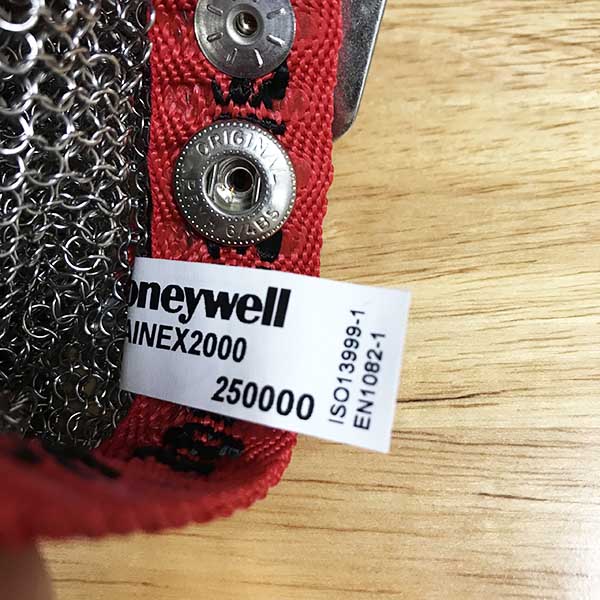 ORIGINAL
oneywell
AINEX2000
250000
ISO13999-1
EN1082-1